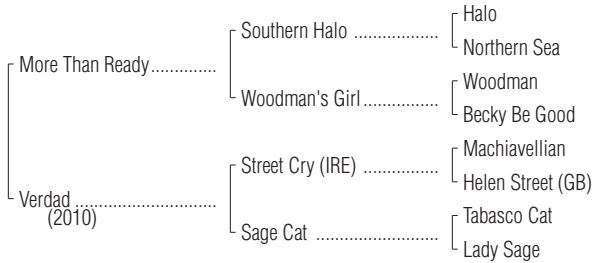 Halo
Southern Halo ..................
Northern Sea
More Than Ready..............
Woodman
Woodman's Girl ................
Becky Be Good
Machiavellian
Street Cry (IRE) ................
Helen Street (GB)
Verdad ..............................
(2010)
Tabasco Cat
Sage Cat ..........................
Lady Sage